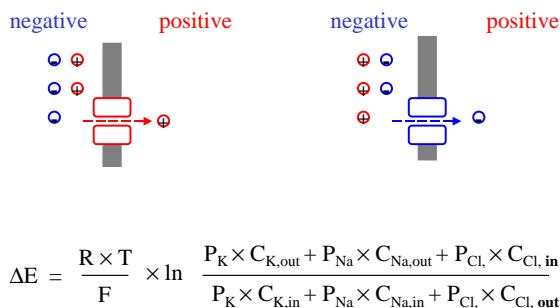 negative positive negative positive
- + + -
- + + -
- + + -
ΔE = R × T / F × ln P_K × C_K,out + P_Na × C_Na,out + P_Cl, × C_Cl, in / P_K × C_K,in + P_Na × C_Na,in + P_Cl, × C_Cl, out